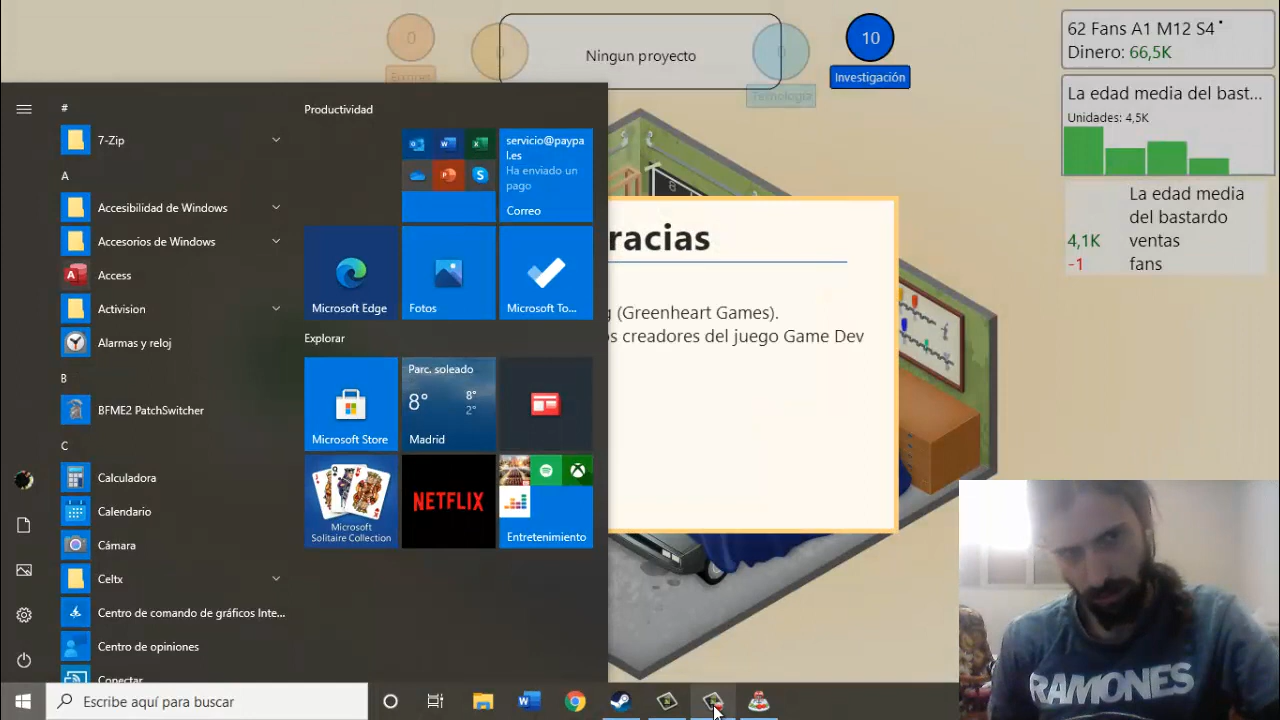 0
0
Ningun proyecto
0
10
Errores
Tecnología
Investigación
62 Fans A1 M12 S4
Dinero: 66,5K
La edad media del bast...
Unidades: 4,5K
La edad media
del bastardo
4,1K ventas
-1 fans
racias
(Greenheart Games).
s creadores del juego Game Dev
#
7-Zip
A
Accesibilidad de Windows
Accesorios de Windows
Access
Activision
Alarmas y reloj
B
BFME2 PatchSwitcher
C
Calculadora
Calendario
Cámara
Celtx
Centro de comando de gráficos Inte...
Centro de opiniones
Conectar
Productividad
servicio@paypa
l.es
Ha enviado un
pago
Correo
Microsoft Edge
Fotos
Microsoft To...
Explorar
Microsoft Store
Parc. soleado
8°
8°
2°
Madrid
Microsoft
Solitaire Collection
NETFLIX
Entretenimiento
Escribe aquí para buscar
RAMONES